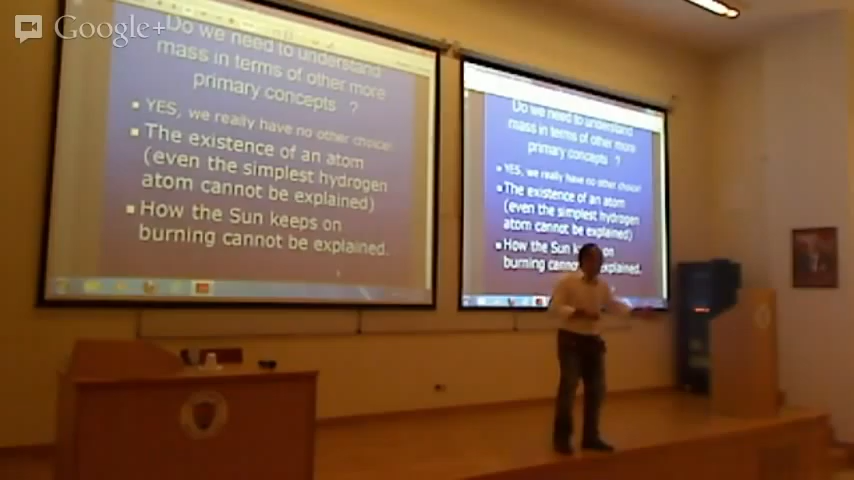 Google+
Do we need to understand
mass in terms of other more
primary concepts ?
YES, we really have no other choice!
The existence of an atom
(even the simplest hydrogen
atom cannot be explained)
How the Sun keeps on
burning cannot be explained.
Do we need to understand
mass in terms of other more
primary concepts ?
YES, we really have no other choice!
The existence of an atom
(even the simplest hydrogen
atom cannot be explained)
How the Sun on
burning explained.